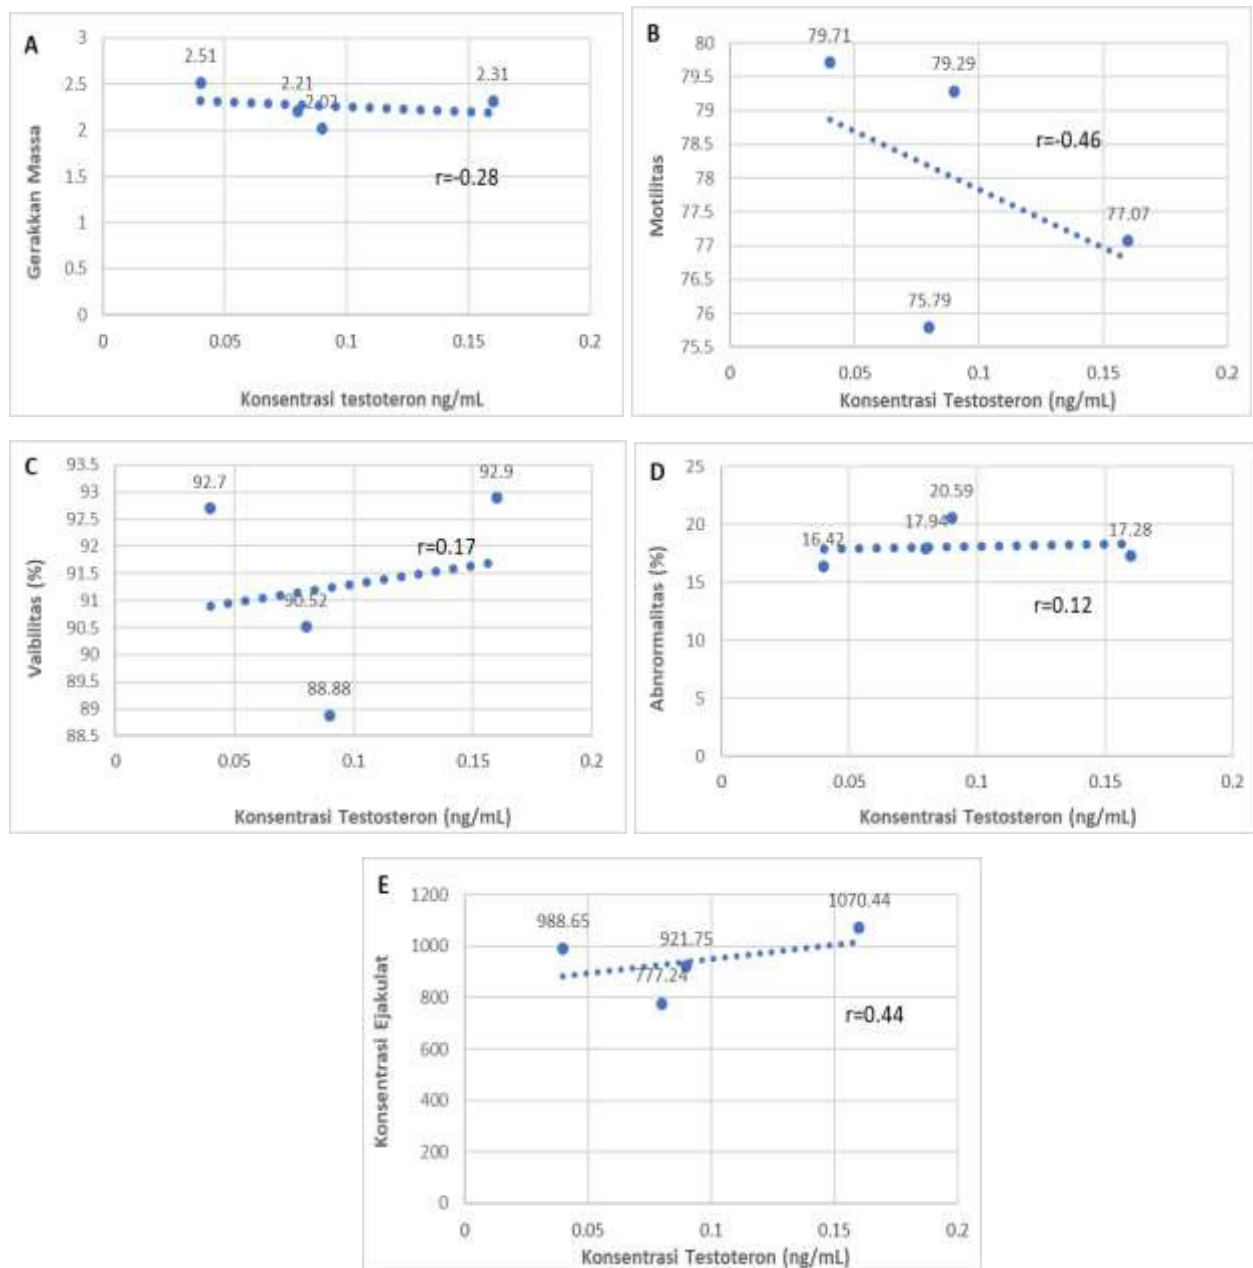 A
3
2.51
2.31
2.5
2.21
2.02
2
1.5
r=-0.28
1
0.5
0
0 0.05 0.1 0.15 0.2
Gerakkan Massa
Konsentrasi testoteron ng/mL
B
80
79.71
79.29
79.5
79
78.5
r=-0.46
78
77.5
77.07
77
76.5
75.79
76
75.5
0 0.05 0.1 0.15 0.2
Motilitas
Konsentrasi Testosteron (ng/mL)
C
93.5
92.7
92.9
93
92.5
92
r=0.17
91.5
91
90.52
90.5
90
89.5
88.88
89
88.5
0 0.05 0.1 0.15 0.2
Vaibilitas (%)
Konsentrasi Testosteron (ng/mL)
D
25
20.59
20
16.42
17.94
17.28
15
r=0.12
10
5
0
0 0.05 0.1 0.15 0.2
Abnrormalitas (%)
Konsentrasi Testosteron (ng/mL)
E
1200
1070.44
988.65
1000
921.75
777.24
800
r=0.44
600
400
200
0
0 0.05 0.1 0.15 0.2
Konsentrasi Ejakulat
Konsentrasi Testoteron (ng/mL)